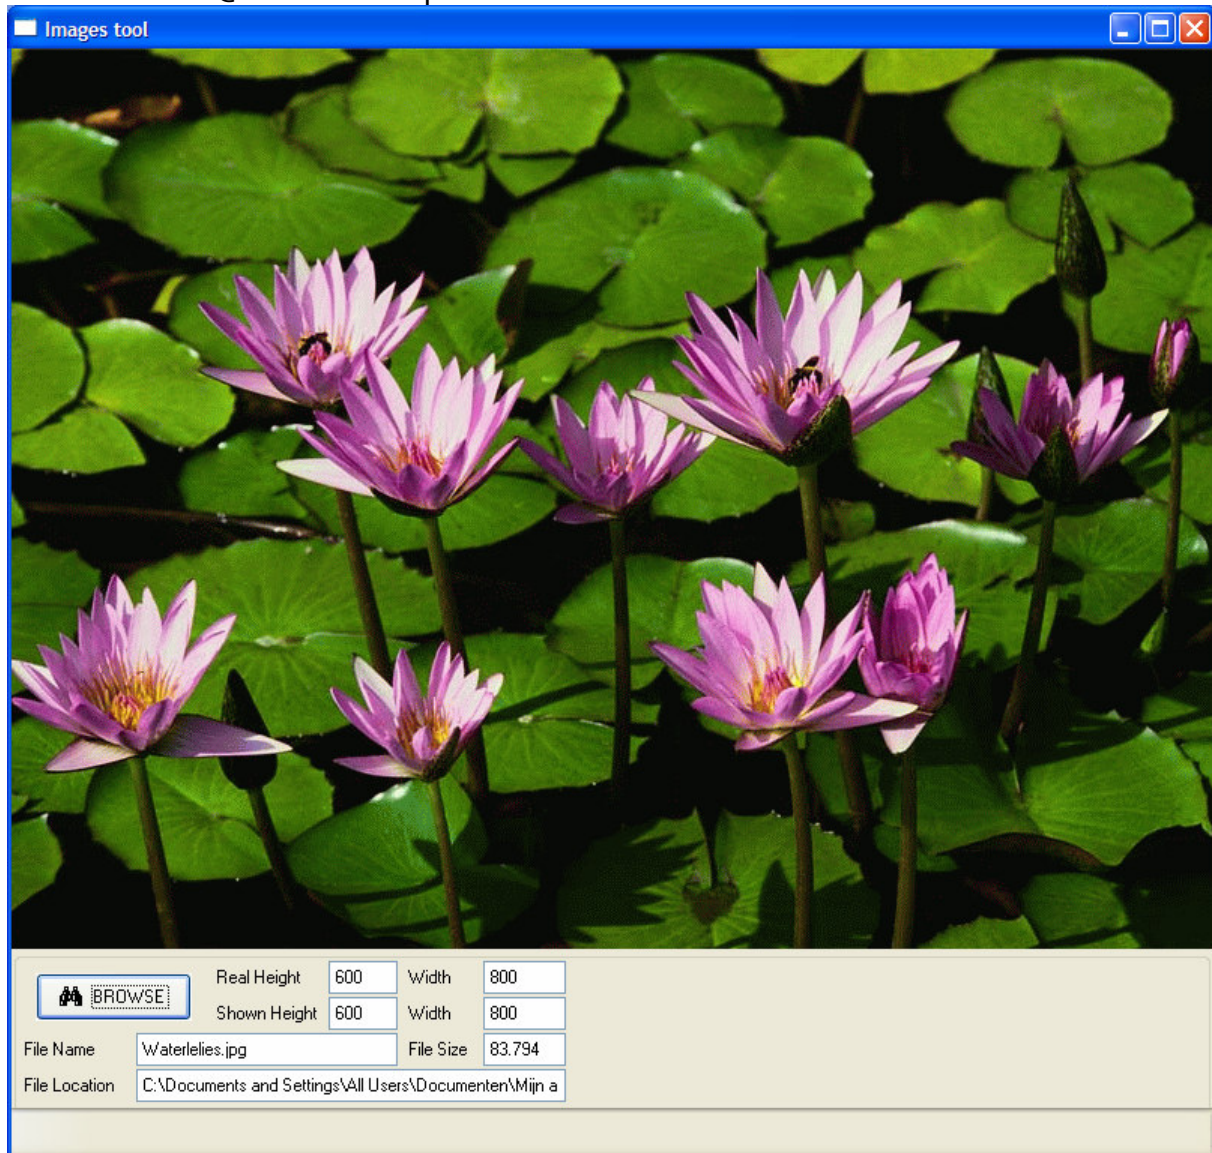 Images tool
BROWSE
Real Height 600 Width 800
Shown Height 600 Width 800
File Name Waterlelies.jpg File Size 83.794
File Location C:\Documents and Settings\All Users\Documenten\Mijn a